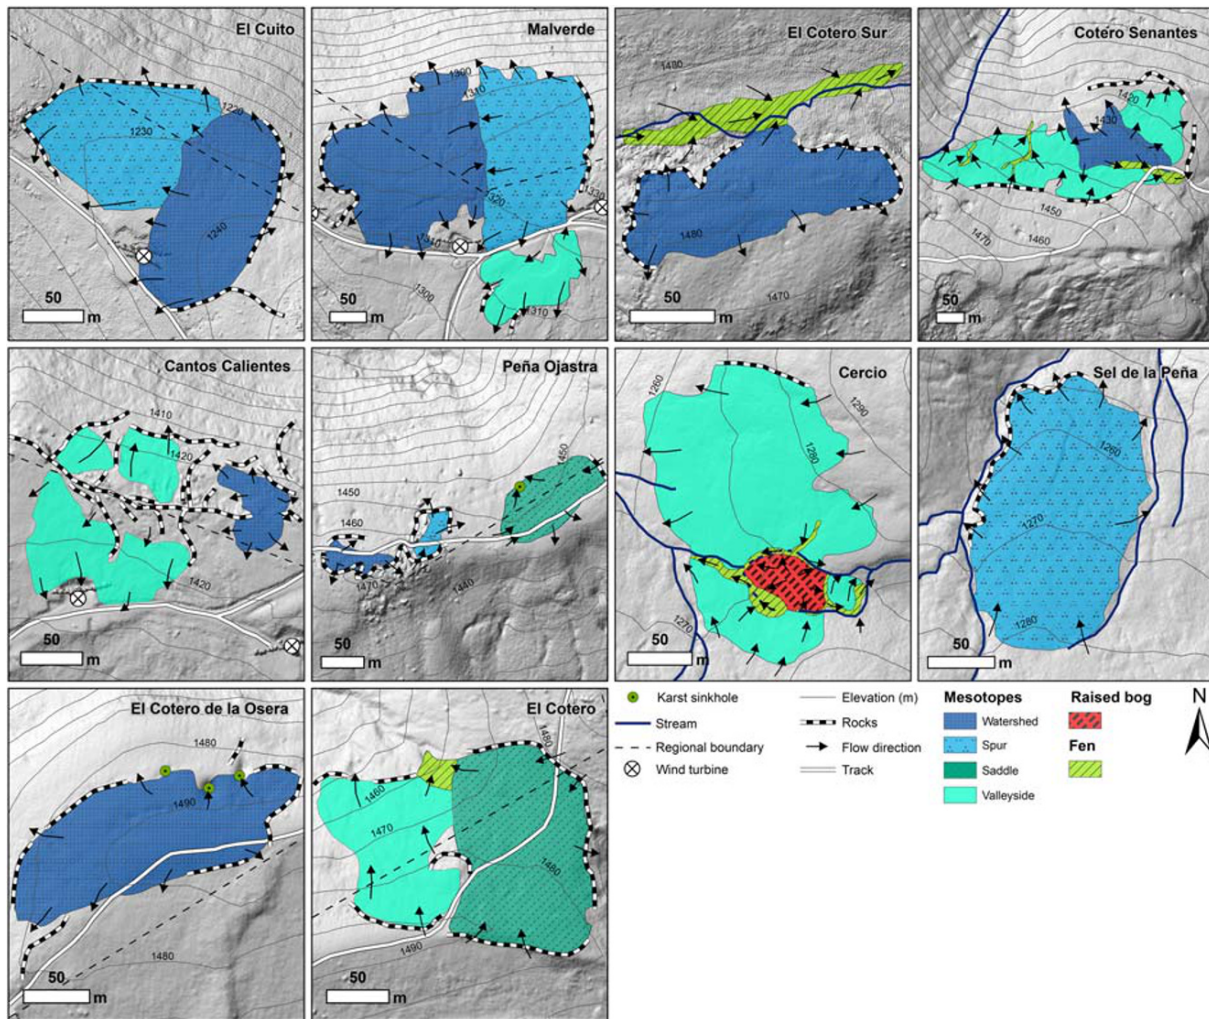 El Cuito
1220
1230
1240
50
m
Malverde
1300
1310
1320
1330
1310
1300
1310
50
m
El Cotero Sur
1480
1480
1470
50
m
Cotero Senantes
1420
1430
1450
1460
1470
50
m
Cantos Calientes
1410
1420
1420
50
m
Peña Ojastra
1450
1450
1460
1470
1440
50
m
Cercio
1260
1290
1280
1270
50
m
Sel de la Peña
1260
1270
1280
50
m
El Cotero de la Osera
1480
1490
1480
50
m
El Cotero
1480
1460
1470
1480
1490
50
m
Karst sinkhole
Stream
Regional boundary
Wind turbine
Elevation (m)
Rocks
Flow direction
Track
Mesotopes
Watershed
Spur
Saddle
Valleyside
Raised bog
Fen
N